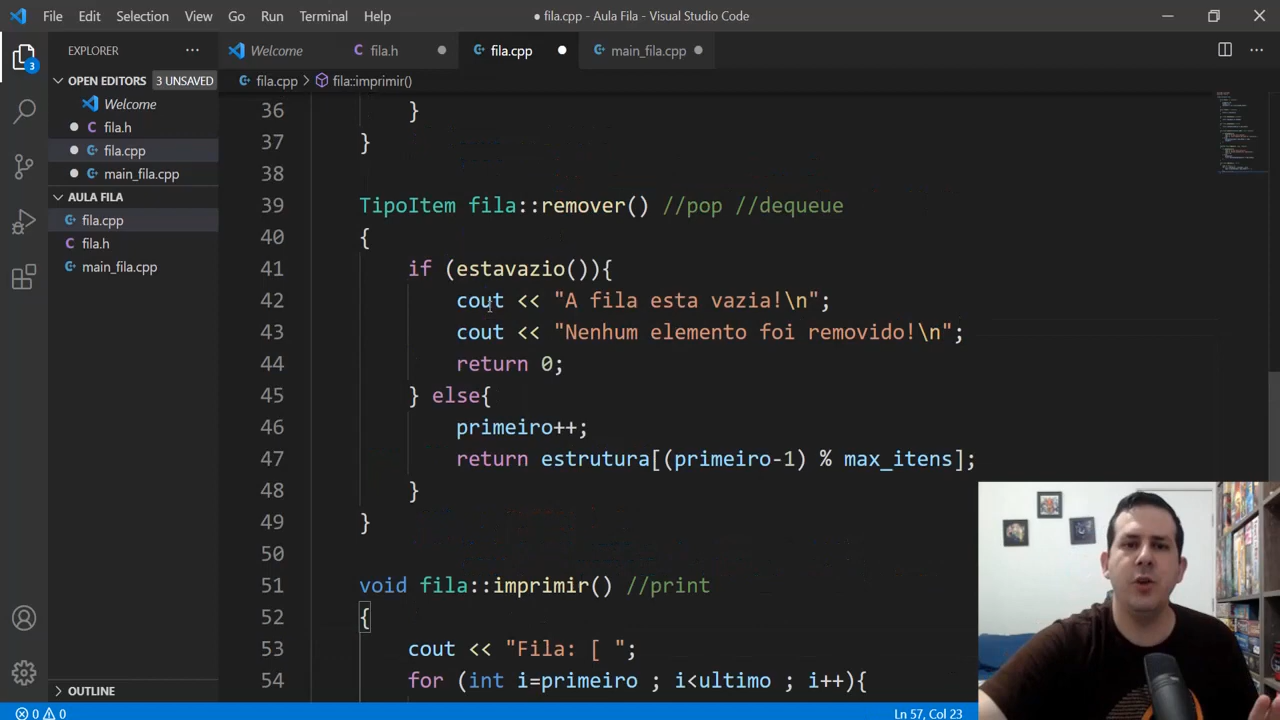 File Edit Selection View Go Run Terminal Help ● fila.cpp - Aula Fila - Visual Studio Code
EXPLORER ...
Welcome fila.h fila.cpp main_fila.cpp
fila.cpp > fila::imprimir()
OPEN EDITORS 3 UNSAVED
Welcome
fila.h
fila.cpp
main_fila.cpp
AULA FILA
fila.cpp
fila.h
main_fila.cpp
3
OUTLINE
36 }
37 }
38
39 TipoItem fila::remover() //pop //dequeue
40 {
41 if (estavazio()){
42 cout << "A fila esta vazia!\n";
43 cout << "Nenhum elemento foi removido!\n";
44 return 0;
45 } else{
46 primeiro++;
47 return estrutura[(primeiro-1) % max_itens];
48 }
49 }
50
51 void fila::imprimir() //print
52 {
53 cout << "Fila: [ ";
54 for (int i=primeiro ; i<ultimo ; i++){
0 0 Ln 57, Col 23